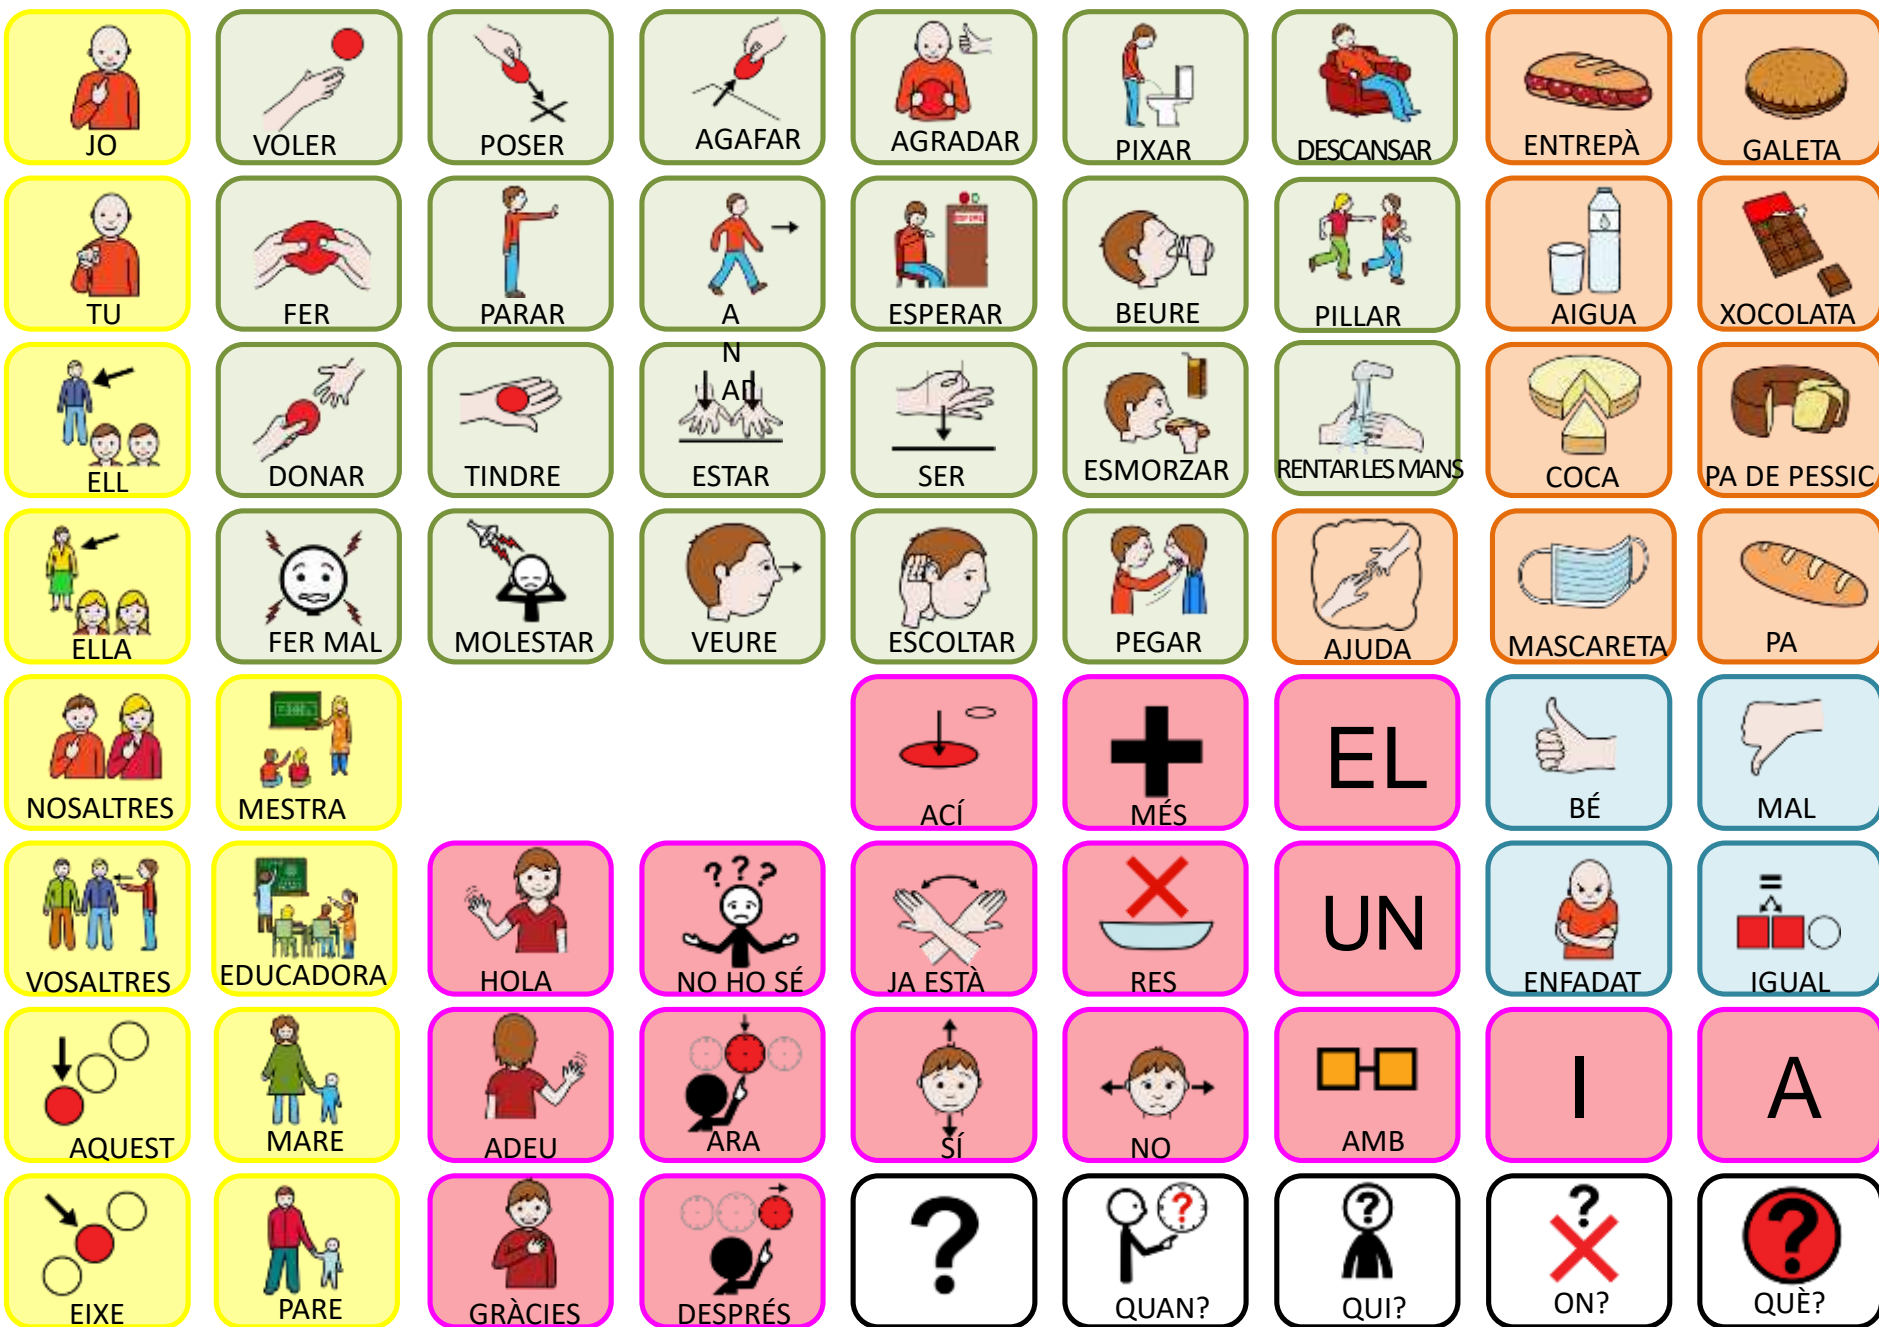 JO
VOLER
POSER
AGAFAR
AGRADAR
PIXAR
DESCANSAR
ENTREPÀ
GALETA
TU
FER
PARAR
A
N
AR
ESPERAR
BEURE
PILLAR
AIGUA
XOCOLATA
ELL
DONAR
TINDRE
ESTAR
SER
ESMORZAR
RENTAR LES MANS
COCA
PA DE PESSIC
ELLA
FER MAL
MOLESTAR
VEURE
ESCOLTAR
PEGAR
AJUDA
MASCARETA
PA
NOSALTRES
MESTRA
ACÍ
MÉS
EL
BÉ
MAL
VOSALTRES
EDUCADORA
HOLA
? ? ?
NO HO SÉ
JA ESTÀ
RES
UN
ENFADAT
=
IGUAL
AQUEST
MARE
ADEU
ARA
SÍ
NO
AMB
I
A
EIXE
PARE
GRÀCIES
DESPRÉS
?
?
QUAN?
?
QUI?
?
ON?
?
QUÈ?